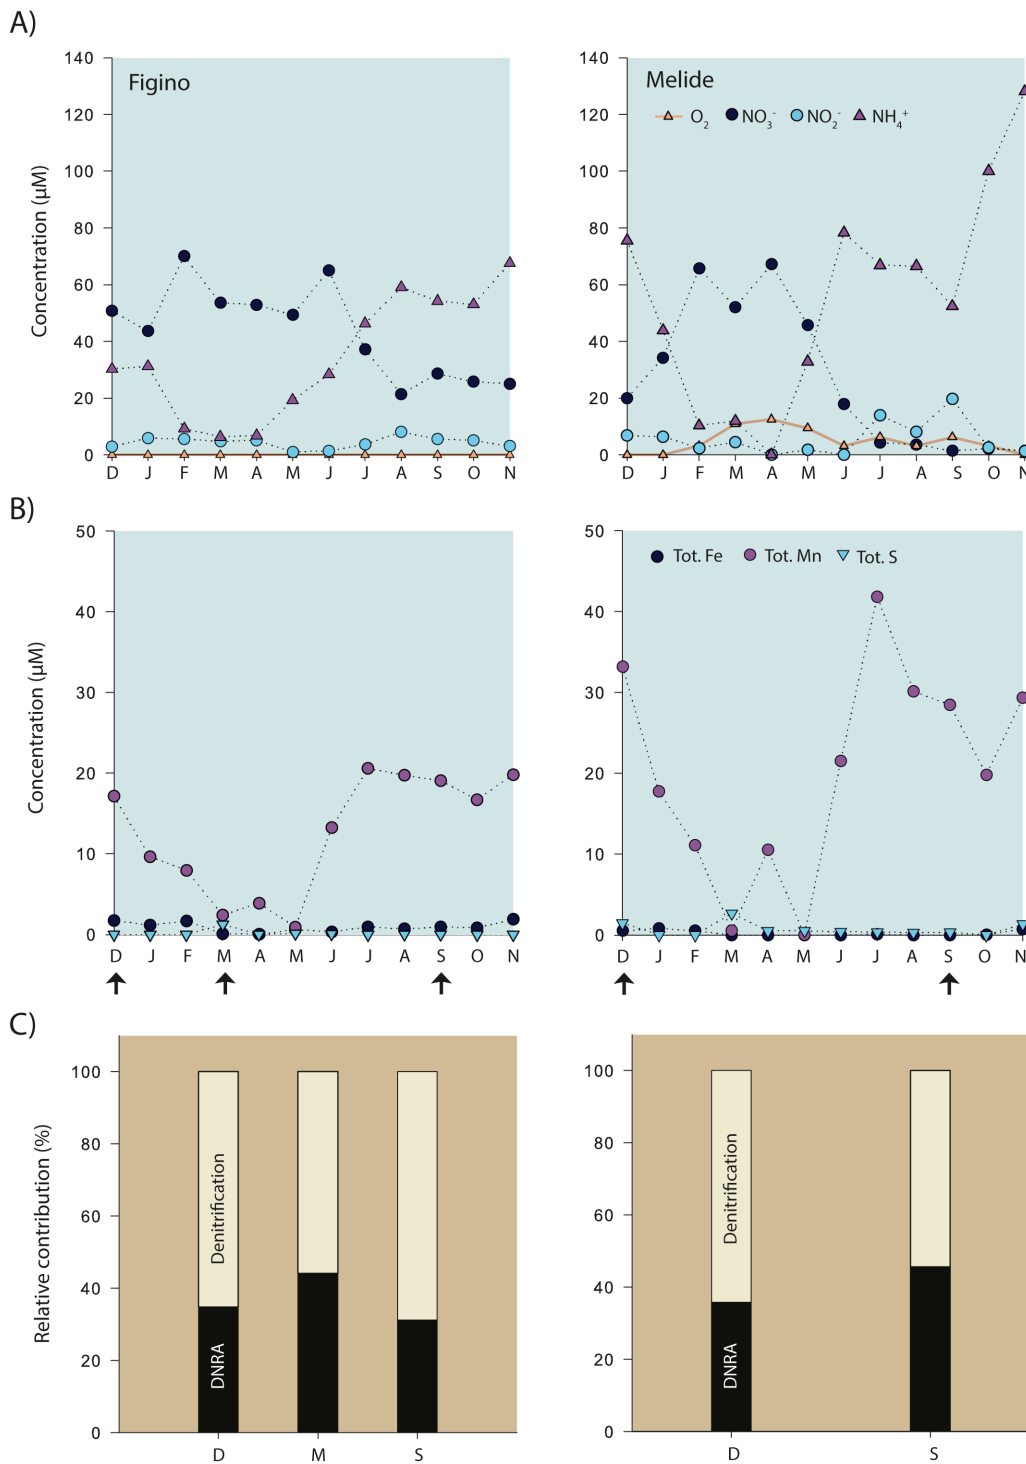 A)
Figino
Melide
O₂ NO₃⁻ NO₂⁻ NH₄⁺
Concentration (μM)
140
120
100
80
60
40
20
0
D J F M A M J J A S O N
140
120
100
80
60
40
20
0
D J F M A M J J A S O N
B)
Tot. Fe Tot. Mn Tot. S
Concentration (μM)
50
40
30
20
10
0
D J F M A M J J A S O N
50
40
30
20
10
0
D J F M A M J J A S O N
C)
Relative contribution (%)
100
80
60
40
20
0
Denitrification
DNRA
D M S
100
80
60
40
20
0
Denitrification
DNRA
D S